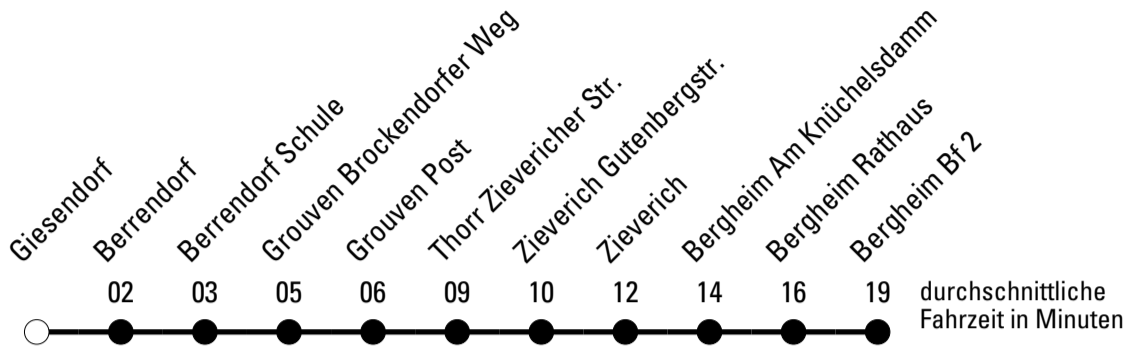 Giesendorf
Berrendorf
Berrendorf Schule
Grouven Brockendorfer Weg
Grouven Post
Thorr Zievericher Str.
Zieverich Gutenbergstr.
Zieverich
Bergheim Am Knüchelsdamm
Bergheim Rathaus
Bergheim Bf 2
02 03 05 06 09 10 12 14 16 19
durchschnittliche
Fahrzeit in Minuten